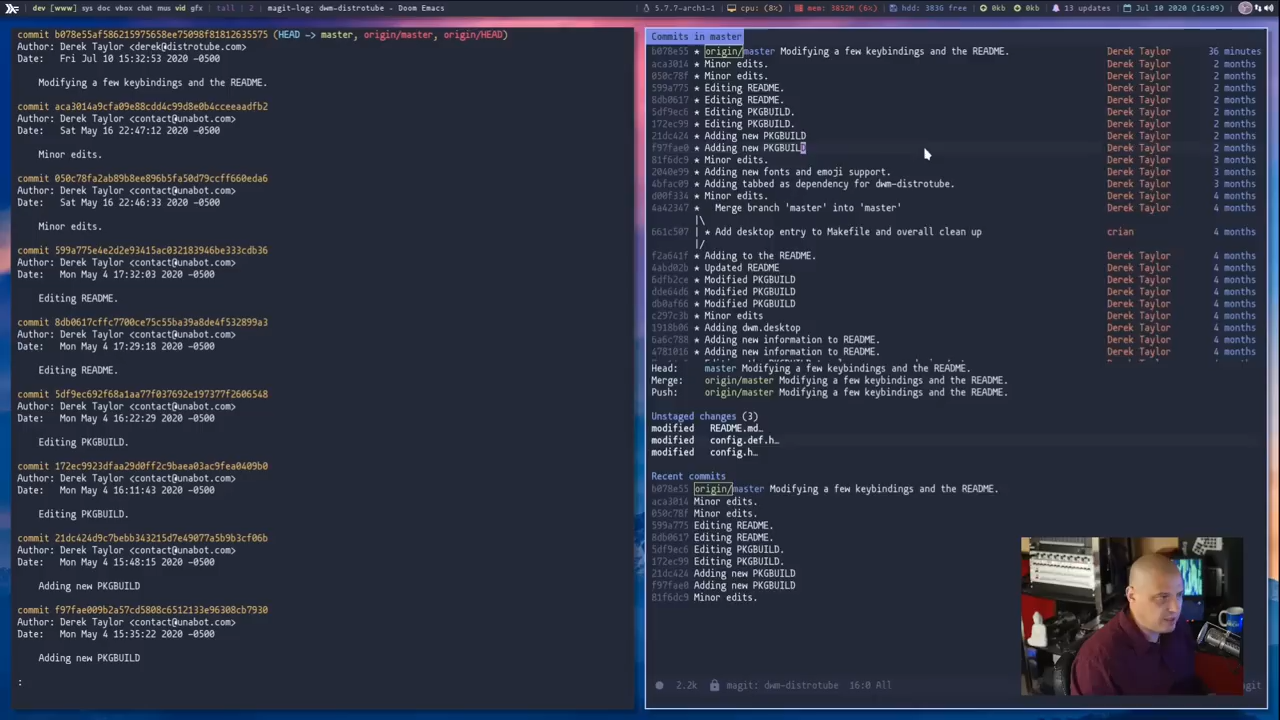 dev [www] sys doc vbox chat mus vid gfx | tall | 2 | magit-log: dwm-distrotube – Doom Emacs
5.7.7-arch1-1 | cpu: (8%) | mem: 3852M (6%) | hdd: 383G free | 0kb 0kb | 13 updates | Jul 10 2020 (16:09)
commit b078e55af586215975658ee75098f81812635575 (HEAD -> master, origin/master, origin/HEAD)
Author: Derek Taylor <derek@distrotube.com>
Date: Fri Jul 10 15:32:53 2020 -0500
Modifying a few keybindings and the README.
commit aca3014a9cfa09e88cdd4c99d8e0b4cceeaadfb2
Author: Derek Taylor <contact@unabot.com>
Date: Sat May 16 22:47:12 2020 -0500
Minor edits.
commit 050c78fa2ab89b8ee896b5fa50d79ccff660eda6
Author: Derek Taylor <contact@unabot.com>
Date: Sat May 16 22:46:33 2020 -0500
Minor edits.
commit 599a775e4e2d2e93415ac032183946be333cdb36
Author: Derek Taylor <contact@unabot.com>
Date: Mon May 4 17:32:03 2020 -0500
Editing README.
commit 8db0617cffc7700ce75c55ba39a8de4f532899a3
Author: Derek Taylor <contact@unabot.com>
Date: Mon May 4 17:29:18 2020 -0500
Editing README.
commit 5df9ec692f68a1aa77f037692e197377f2606548
Author: Derek Taylor <contact@unabot.com>
Date: Mon May 4 16:22:29 2020 -0500
Editing PKGBUILD.
commit 172ec9923dfaa29d0ff2c9baea03ac9fea0409b0
Author: Derek Taylor <contact@unabot.com>
Date: Mon May 4 16:11:43 2020 -0500
Editing PKGBUILD.
commit 21dc424d9c7bebb343215d7e49077a5b9b3cf06b
Author: Derek Taylor <contact@unabot.com>
Date: Mon May 4 15:48:15 2020 -0500
Adding new PKGBUILD
commit f97fae009b2a57cd5808c6512133e96308cb7930
Author: Derek Taylor <contact@unabot.com>
Date: Mon May 4 15:35:22 2020 -0500
Adding new PKGBUILD
:
Commits in master
b078e55 * origin/master Modifying a few keybindings and the README. Derek Taylor 36 minutes
aca3014 * Minor edits. Derek Taylor 2 months
050c78f * Minor edits. Derek Taylor 2 months
599a775 * Editing README. Derek Taylor 2 months
8db0617 * Editing README. Derek Taylor 2 months
5df9ec6 * Editing PKGBUILD. Derek Taylor 2 months
172ec99 * Editing PKGBUILD. Derek Taylor 2 months
21dc424 * Adding new PKGBUILD Derek Taylor 2 months
f97fae0 * Adding new PKGBUILD Derek Taylor 2 months
81f6dc9 * Minor edits. Derek Taylor 3 months
2040e99 * Adding new fonts and emoji support. Derek Taylor 3 months
4bfac09 * Adding tabbed as dependency for dwm-distrotube. Derek Taylor 3 months
d00f334 * Minor edits. Derek Taylor 4 months
4a42347 * Merge branch 'master' into 'master' Derek Taylor 4 months
|\
661c507 | * Add desktop entry to Makefile and overall clean up crian 4 months
|/
f2a641f * Adding to the README. Derek Taylor 4 months
4abd02b * Updated README Derek Taylor 4 months
6dfb2ce * Modified PKGBUILD Derek Taylor 4 months
dde64d6 * Modified PKGBUILD Derek Taylor 4 months
db0af66 * Modified PKGBUILD Derek Taylor 4 months
c297c3b * Minor edits Derek Taylor 4 months
1918b06 * Adding dwm.desktop Derek Taylor 4 months
6a6c788 * Adding new information to README. Derek Taylor 4 months
4781016 * Adding new information to README. Derek Taylor 4 months
Head: master Modifying a few keybindings and the README.
Merge: origin/master Modifying a few keybindings and the README.
Push: origin/master Modifying a few keybindings and the README.
Unstaged changes (3)
modified README.md…
modified config.def.h…
modified config.h…
Recent commits
b078e55 origin/master Modifying a few keybindings and the README.
aca3014 Minor edits.
050c78f Minor edits.
599a775 Editing README.
8db0617 Editing README.
5df9ec6 Editing PKGBUILD.
172ec99 Editing PKGBUILD.
21dc424 Adding new PKGBUILD
f97fae0 Adding new PKGBUILD
81f6dc9 Minor edits.
2.2k magit: dwm-distrotube 16:0 All